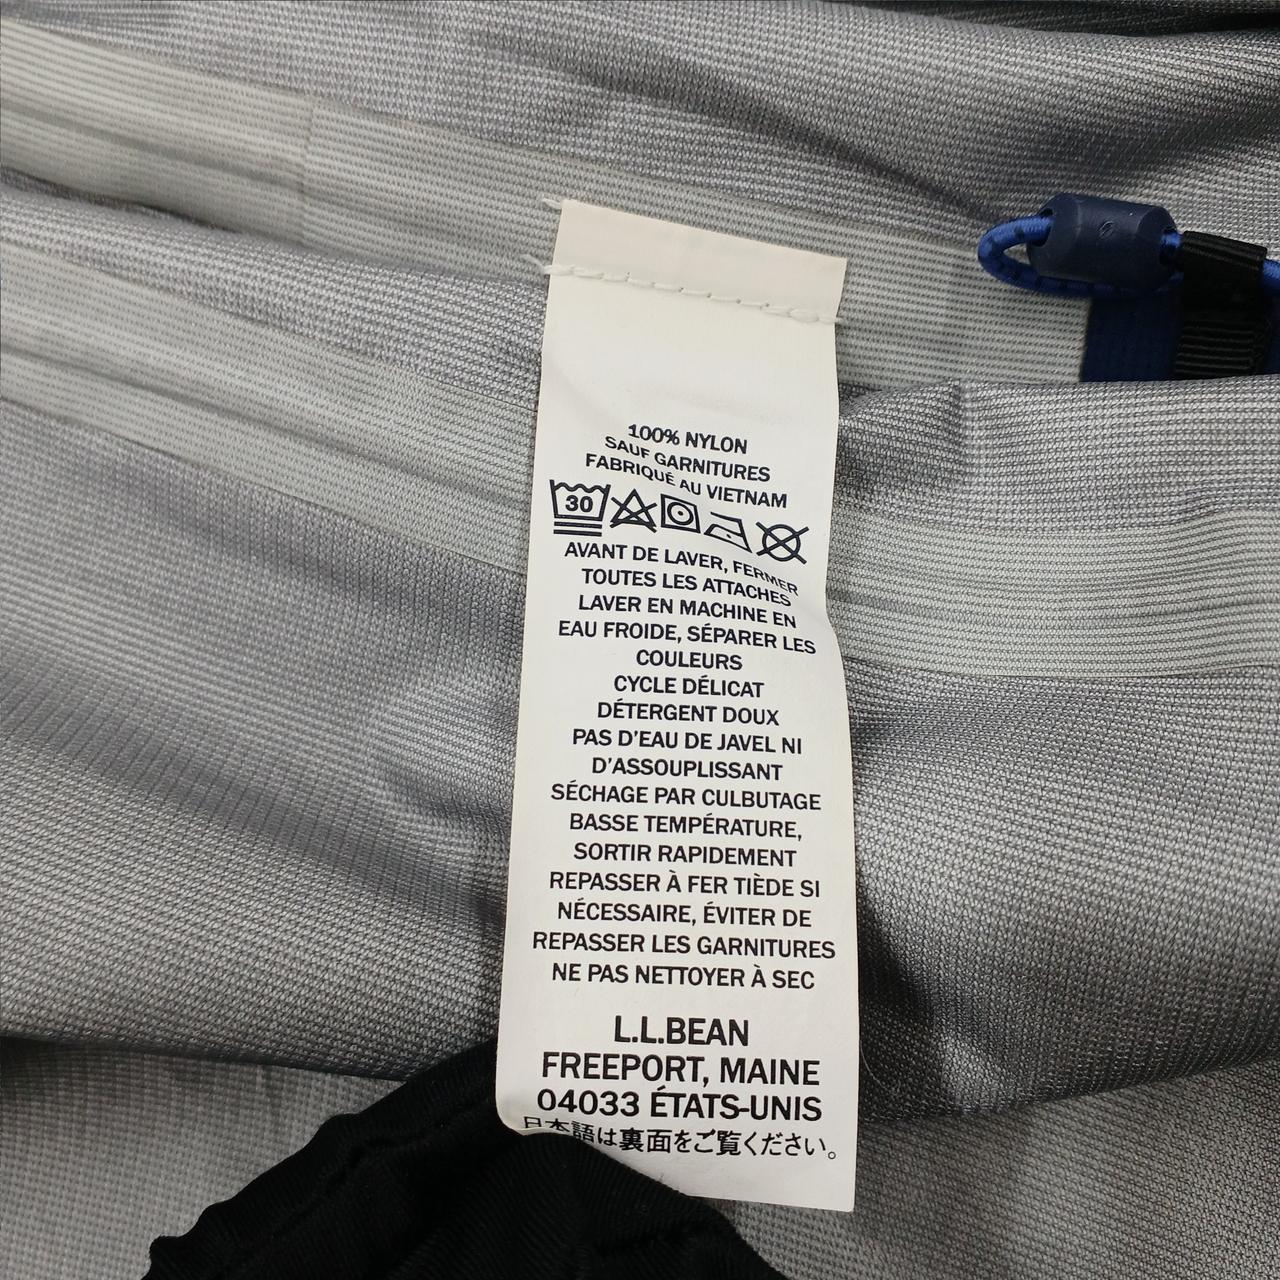 100% NYLON
SAUF GARNITURES
FABRIQUÉ AU VIETNAM
30
AVANT DE LAVER, FERMER
TOUTES LES ATTACHES
LAVER EN MACHINE EN
EAU FROIDE, SÉPARER LES
COULEURS
CYCLE DÉLICAT
DÉTERGENT DOUX
PAS D'EAU DE JAVEL NI
D'ASSOUPLISSANT
SÉCHAGE PAR CULBUTAGE
BASSE TEMPÉRATURE,
SORTIR RAPIDEMENT
REPASSER À FER TIÈDE SI
NÉCESSAIRE, ÉVITER DE
REPASSER LES GARNITURES
NE PAS NETTOYER À SEC
L.L.BEAN
FREEPORT, MAINE
04033 ÉTATS-UNIS
日本語は裏面をご覧ください。